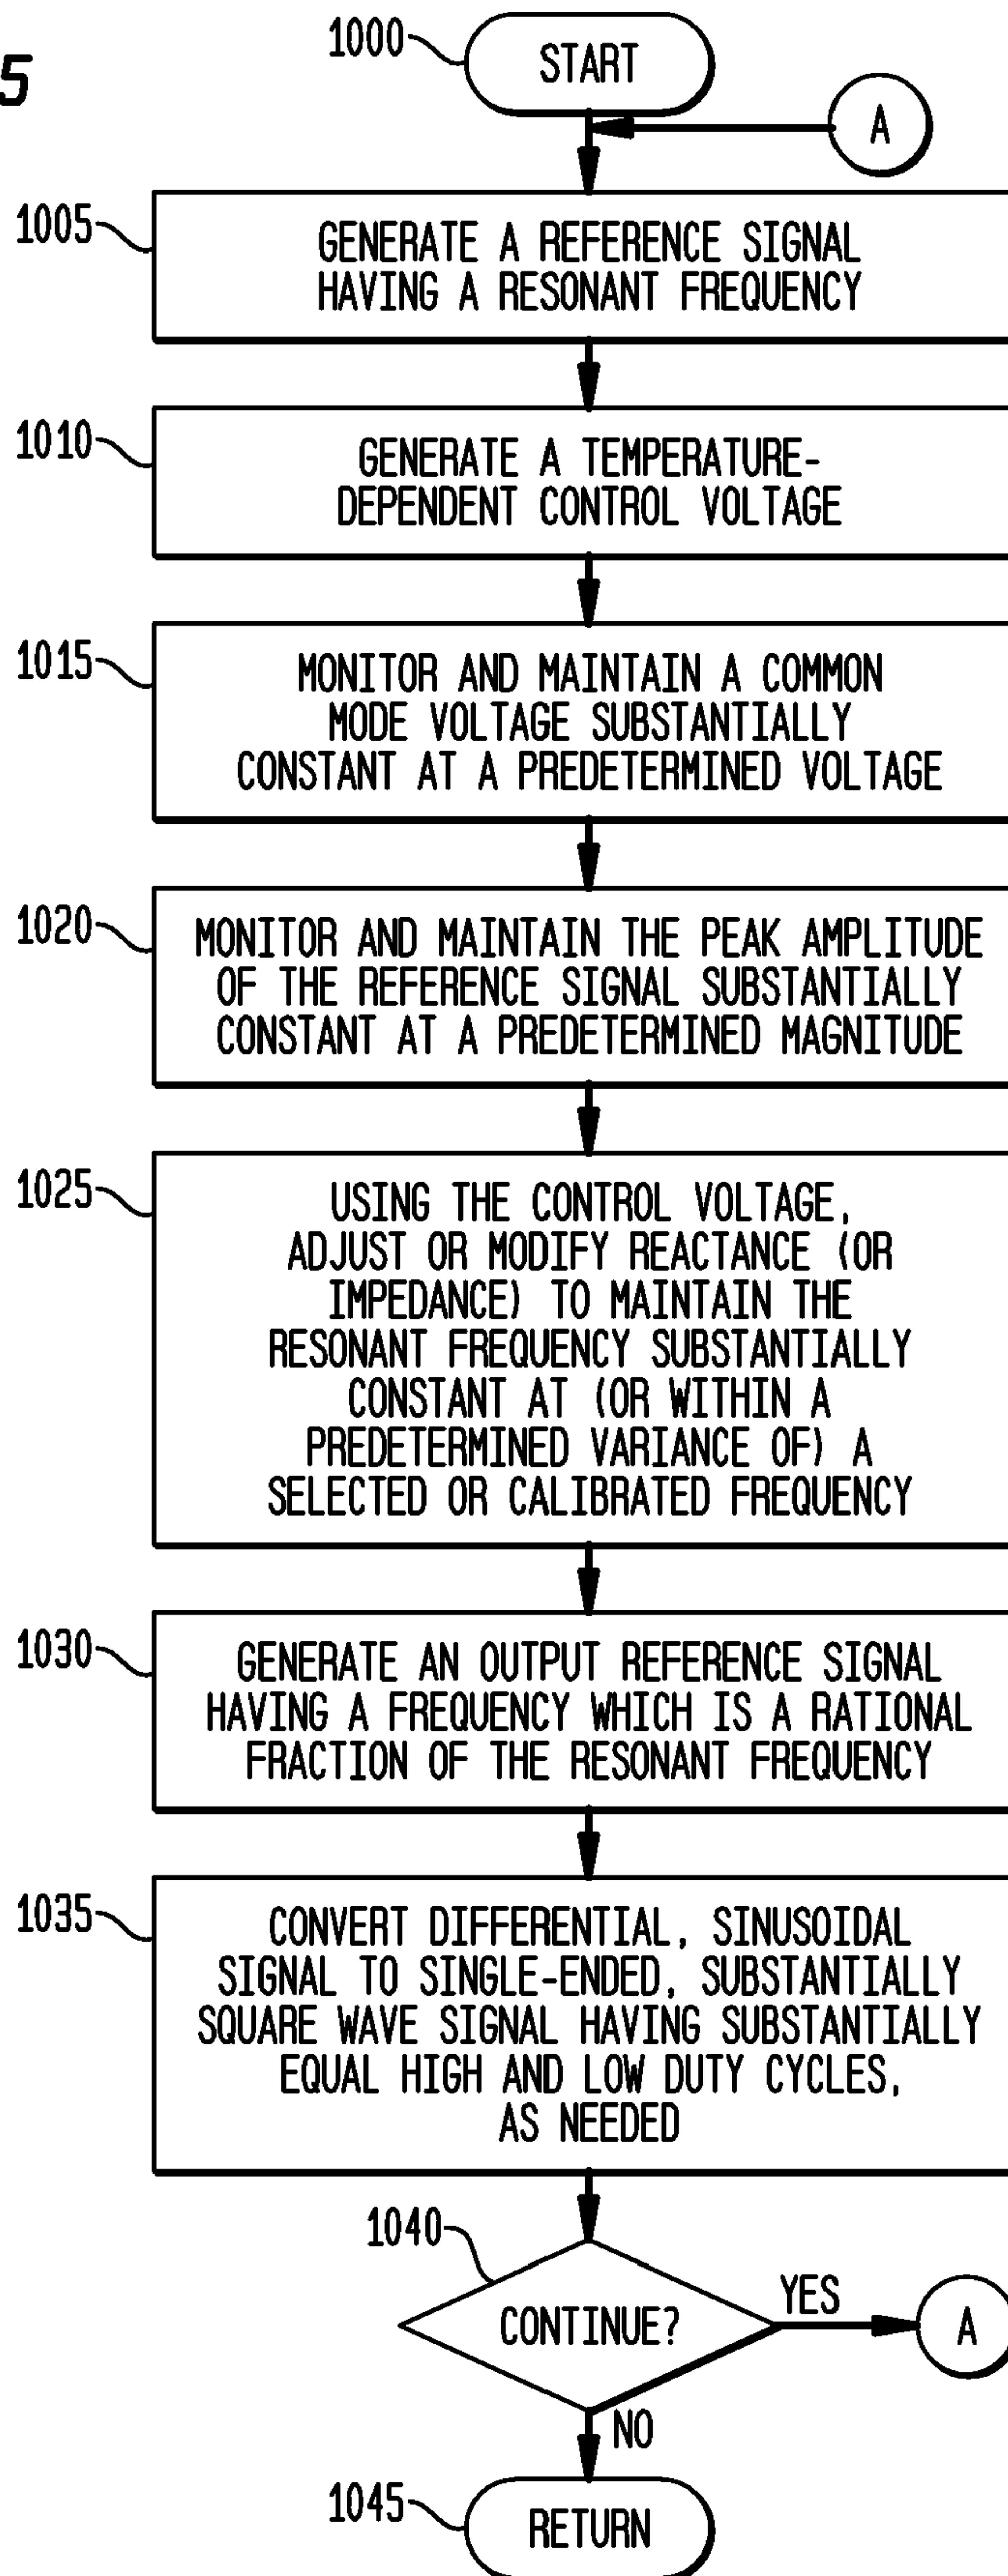 5
1000
START
A
1005
GENERATE A REFERENCE SIGNAL
HAVING A RESONANT FREQUENCY
1010
GENERATE A TEMPERATURE-
DEPENDENT CONTROL VOLTAGE
1015
MONITOR AND MAINTAIN A COMMON
MODE VOLTAGE SUBSTANTIALLY
CONSTANT AT A PREDETERMINED VOLTAGE
1020
MONITOR AND MAINTAIN THE PEAK AMPLITUDE
OF THE REFERENCE SIGNAL SUBSTANTIALLY
CONSTANT AT A PREDETERMINED MAGNITUDE
1025
USING THE CONTROL VOLTAGE,
ADJUST OR MODIFY REACTANCE (OR
IMPEDANCE) TO MAINTAIN THE
RESONANT FREQUENCY SUBSTANTIALLY
CONSTANT AT (OR WITHIN A
PREDETERMINED VARIANCE OF) A
SELECTED OR CALIBRATED FREQUENCY
1030
GENERATE AN OUTPUT REFERENCE SIGNAL
HAVING A FREQUENCY WHICH IS A RATIONAL
FRACTION OF THE RESONANT FREQUENCY
1035
CONVERT DIFFERENTIAL, SINUSOIDAL
SIGNAL TO SINGLE-ENDED, SUBSTANTIALLY
SQUARE WAVE SIGNAL HAVING SUBSTANTIALLY
EQUAL HIGH AND LOW DUTY CYCLES,
AS NEEDED
1040
CONTINUE?
YES
A
NO
1045
RETURN